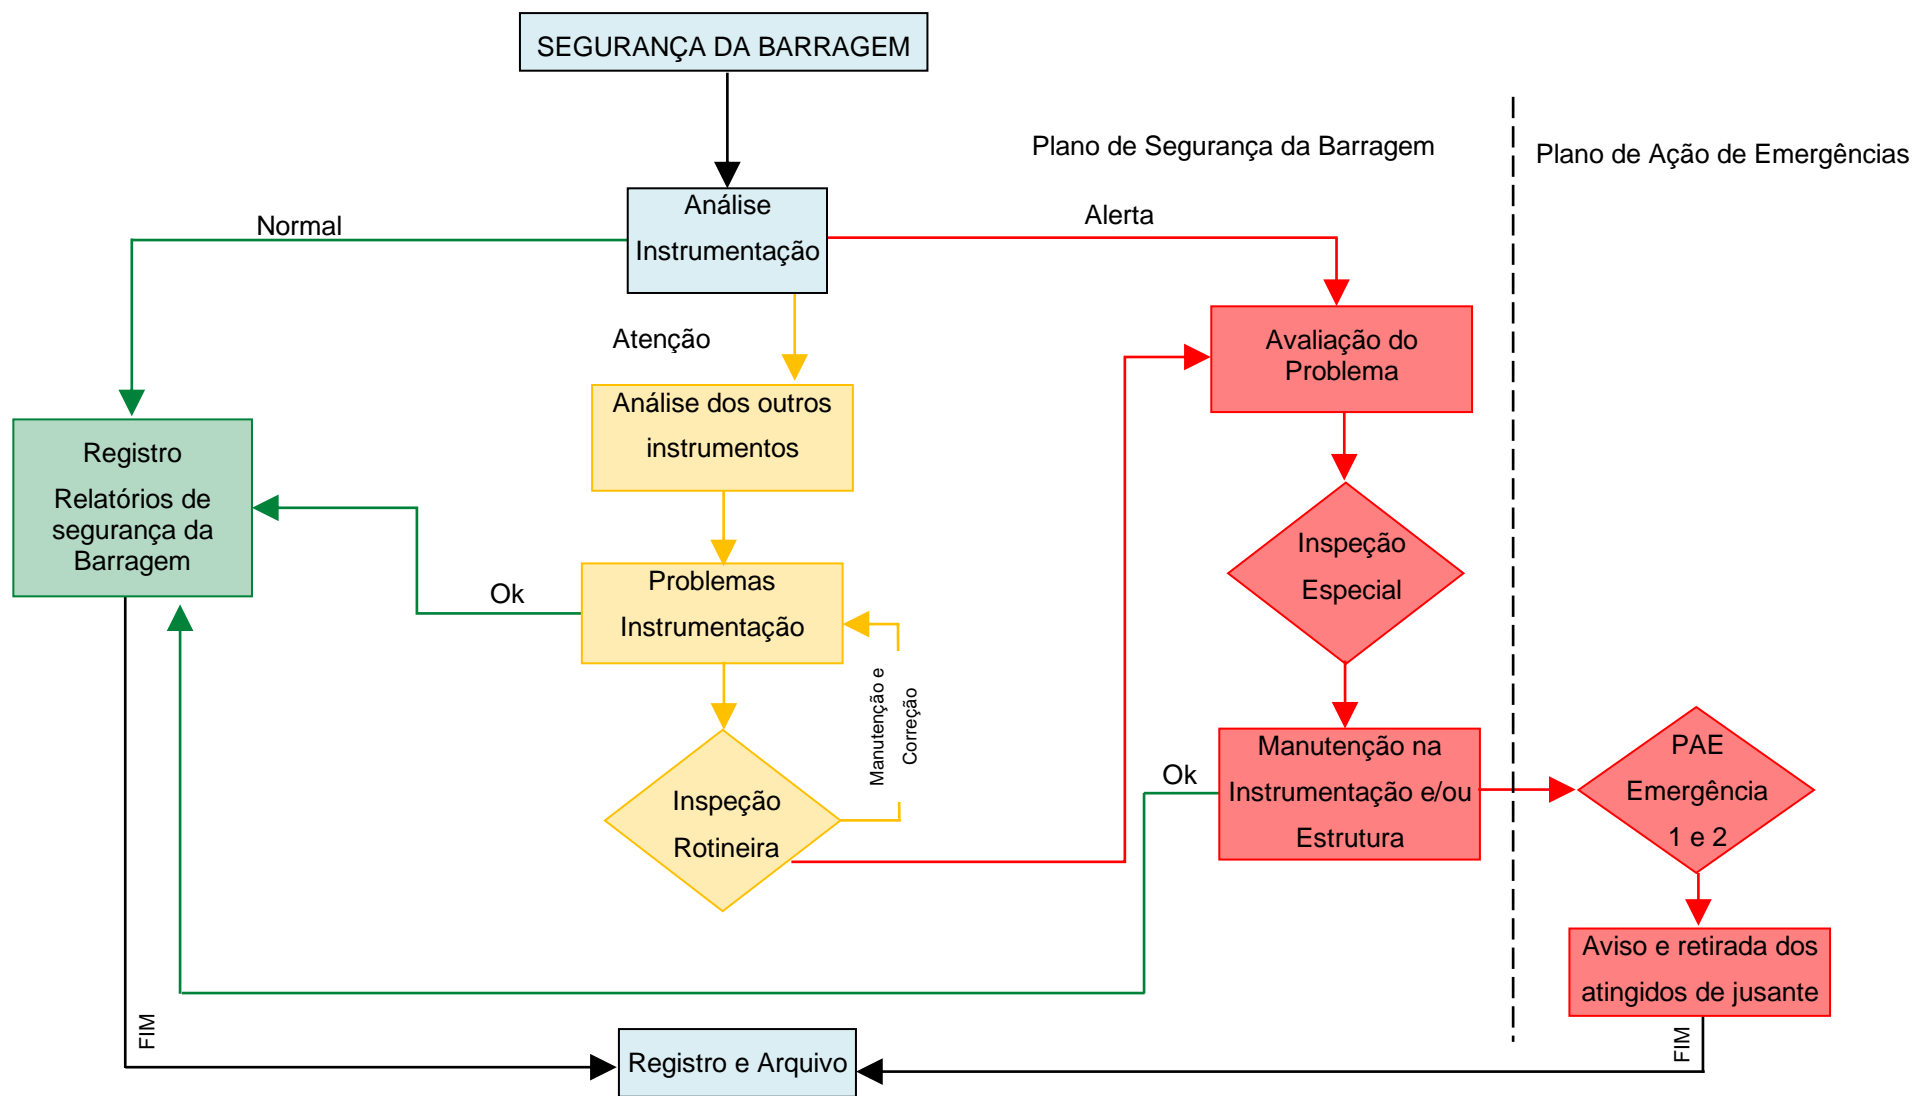 SEGURANÇA DA BARRAGEM
Plano de Segurança da Barragem
Plano de Ação de Emergências
Análise
Instrumentação
Normal
Alerta
Atenção
Avaliação do
Problema
Análise dos outros
instrumentos
Registro
Relatórios de
segurança da
Barragem
Inspeção
Especial
Ok
Problemas
Instrumentação
Manutenção e
Correção
Inspeção
Rotineira
Ok
Manutenção na
Instrumentação e/ou
Estrutura
PAE
Emergência
1 e 2
Aviso e retirada dos
atingidos de jusante
FIM
FIM
Registro e Arquivo